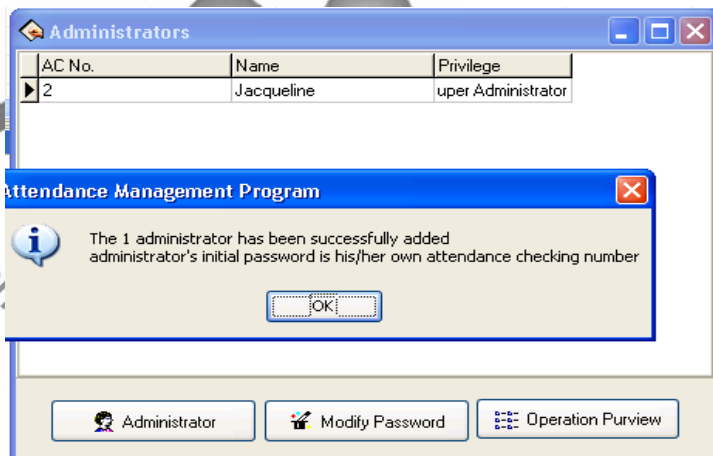 Administrators
AC No. Name Privilege
2 Jacqueline uper Administrator
Attendance Management Program
The 1 administrator has been successfully added
administrator's initial password is his/her own attendance checking number
OK
Administrator Modify Password Operation Purview